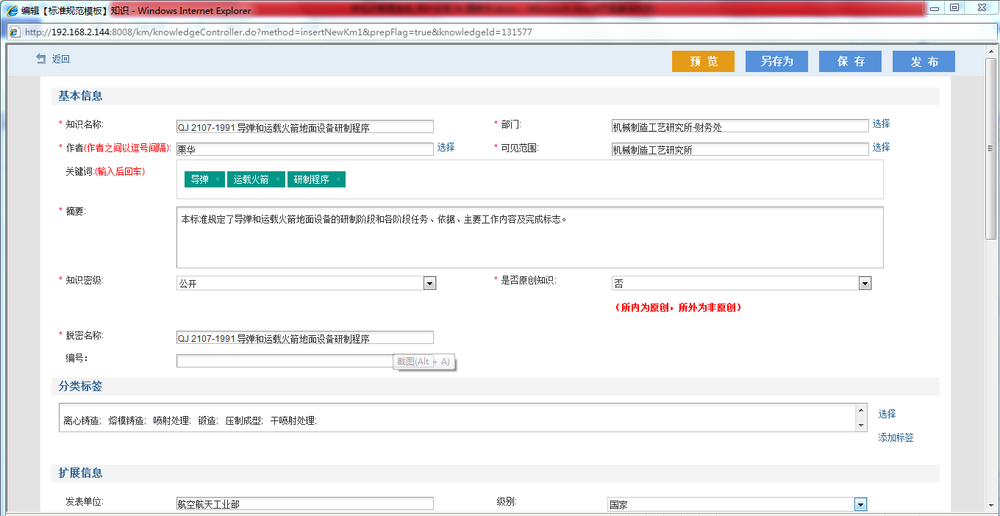 编辑【标准规范模板】知识 - Windows Internet Explorer
http://192.168.2.144:8008/km/knowledgeController.do?method=insertNewKm1&prepFlag=true&knowledgeId=131577
返回 预 览 另存为 保 存 发 布
基本信息
* 知识名称: QJ 2107-1991 导弹和运载火箭地面设备研制程序 * 部门: 机械制造工艺研究所-财务处 选择
* 作者(作者之间以逗号间隔): 栗华 选择 * 可见范围: 机械制造工艺研究所 选择
关键词:(输入后回车) 导弹 × 运载火箭 × 研制程序 ×
* 摘要: 本标准规定了导弹和运载火箭地面设备的研制阶段和各阶段任务、依据、主要工作内容及完成标志。
* 知识密级: 公开 * 是否原创知识: 否
（所内为原创，所外为非原创）
* 脱密名称: QJ 2107-1991 导弹和运载火箭地面设备研制程序
编号： 截图(Alt + A)
分类标签
离心铸造; 熔模铸造; 喷射处理; 锻造; 压制成型; 干喷射处理; 选择
添加标签
扩展信息
发表单位: 航空航天工业部 级别: 国家